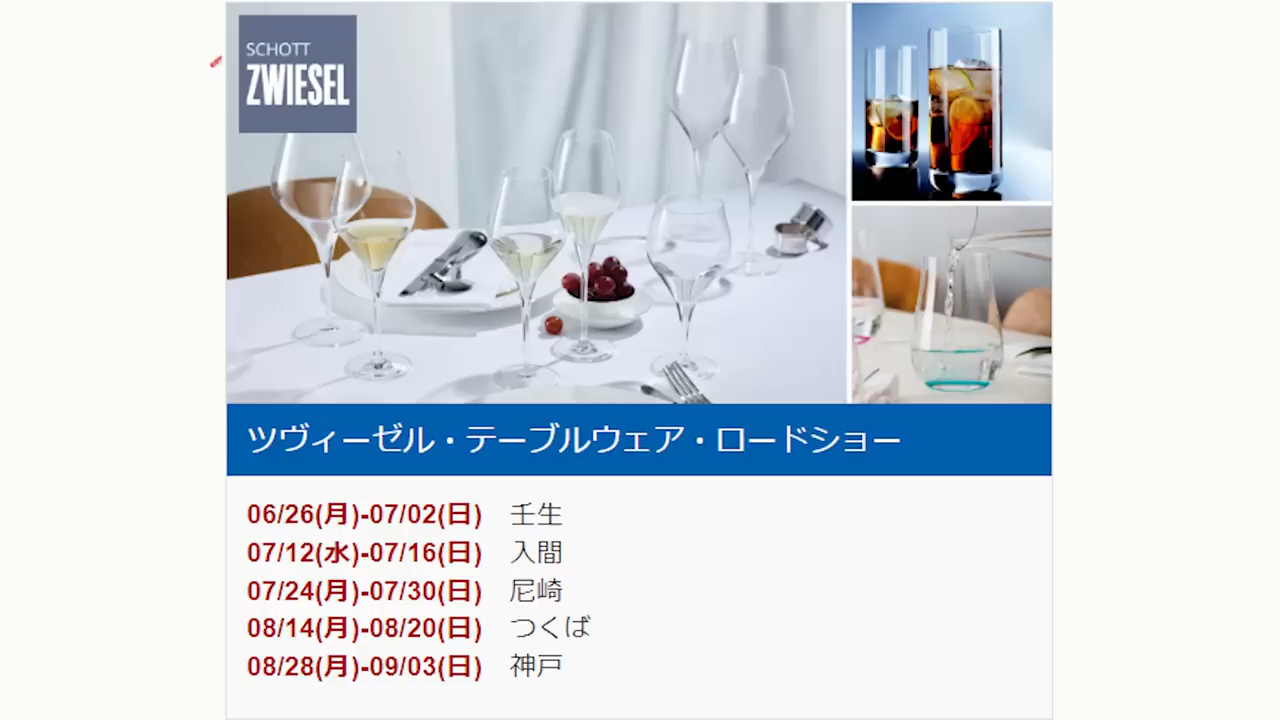 SCHOTT
ZWIESEL
ツヴィーゼル・テーブルウェア・ロードショー
06/26(月)-07/02(日) 壬生
07/12(水)-07/16(日) 入間
07/24(月)-07/30(日) 尼崎
08/14(月)-08/20(日) つくば
08/28(月)-09/03(日) 神戸